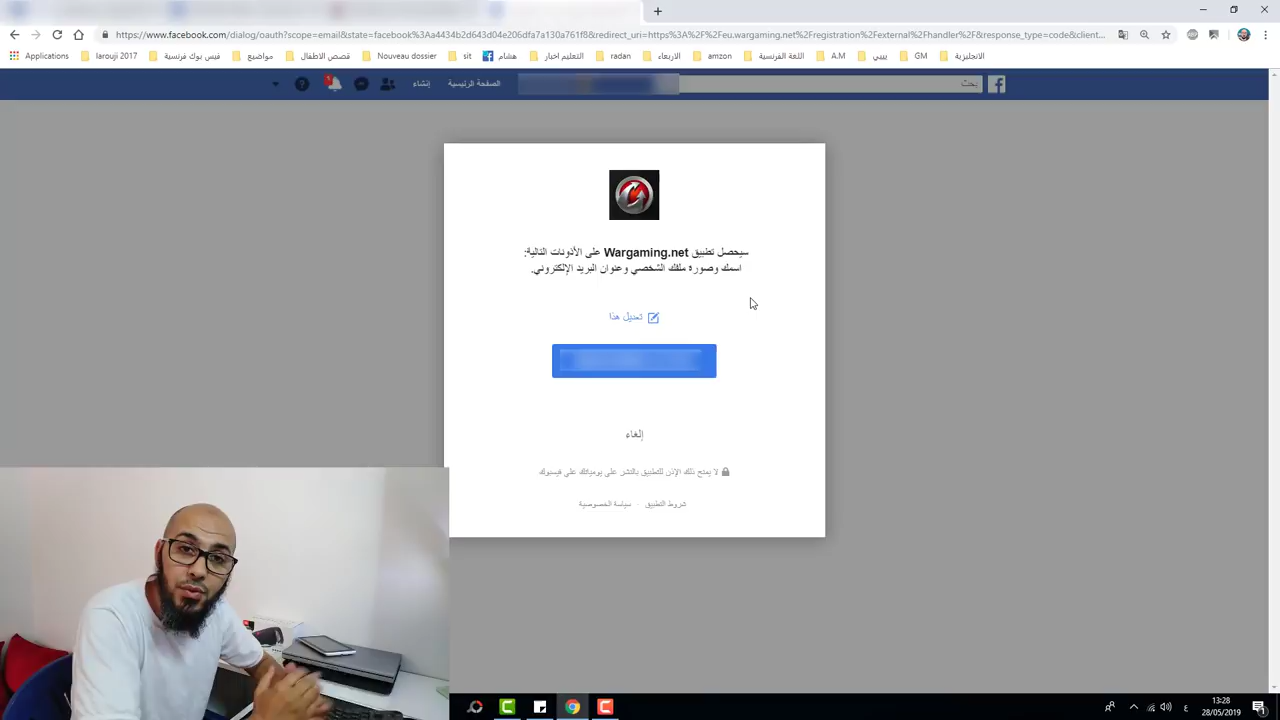 https://www.facebook.com/dialog/oauth?scope=email&state=facebook%3Aa4434b2d643d04e206dfa7a130a761f8&redirect_uri=https%3A%2F%2Feu.wargaming.net%2Fregistration%2Fexternal%2Fhandler%2F&response_type=code&client...
Applications larouji 2017 فيس بوك فرنسية مواضيع قصص الاطفال Nouveau dossier sit هشام التعليم اخبار radan الاربعاء amzon اللغة الفرنسية A.M بيبي GM الانجليزية
بحث
الصفحة الرئيسية
إنشاء
سيحصل تطبيق Wargaming.net على الأذونات التالية:
اسمك وصورة ملفك الشخصي وعنوان البريد الإلكتروني.
تعديل هذا
إلغاء
لا يمنح ذلك الإذن للتطبيق بالنشر على يومياتك على فيسبوك
شروط التطبيق · سياسة الخصوصية
ع
13:28
28/05/2019